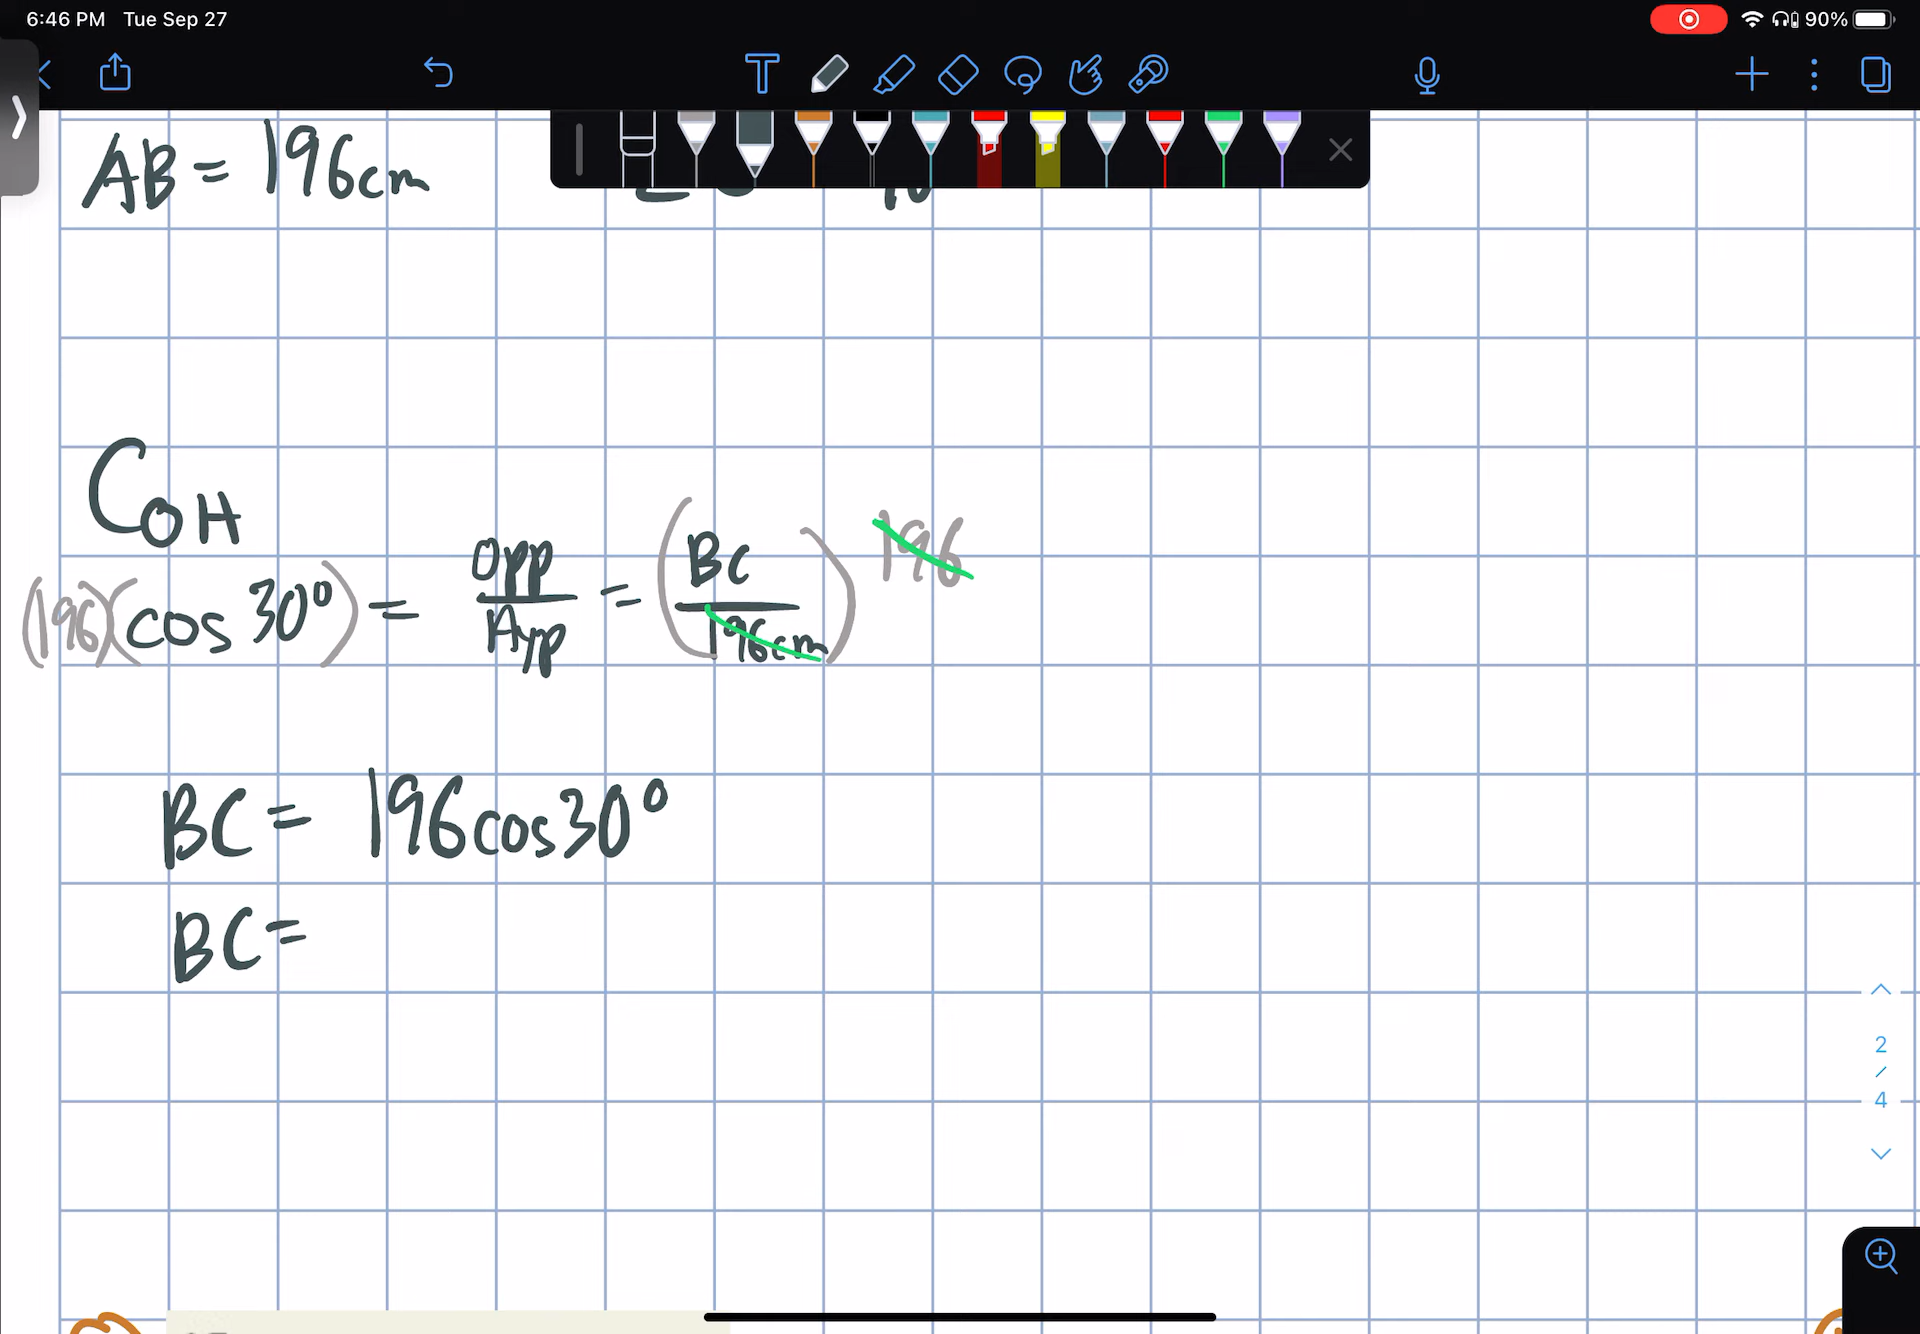 6:46 PM Tue Sep 27
90%
AB = 196cm
COH
(196)(cos 30°) = Opp/Hyp = (BC/196cm) 196
BC = 196cos30°
BC =
2
/
4